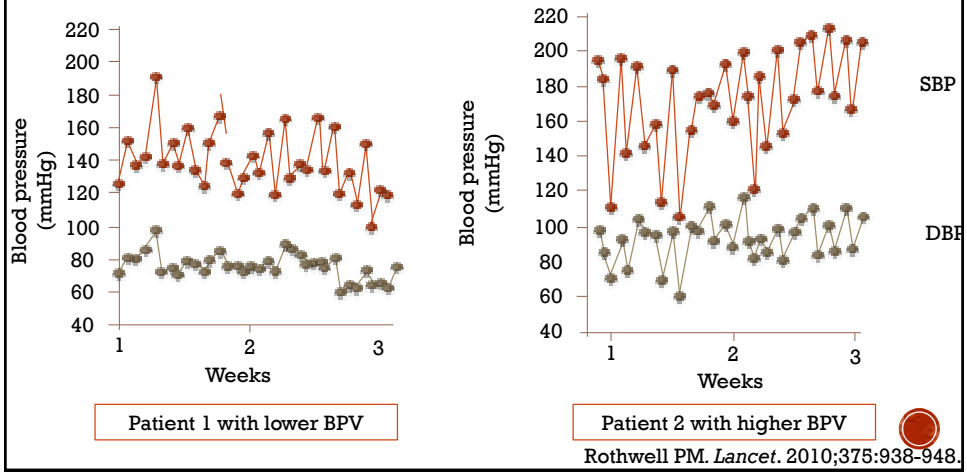 220
200
180
160
140
120
100
80
60
40
Blood pressure
(mmHg)
1 2 3
Weeks
Patient 1 with lower BPV
220
200
180
160
140
120
100
80
60
40
Blood pressure
(mmHg)
1 2 3
Weeks
Patient 2 with higher BPV
SBP
DBP
Rothwell PM. Lancet. 2010;375:938-948.